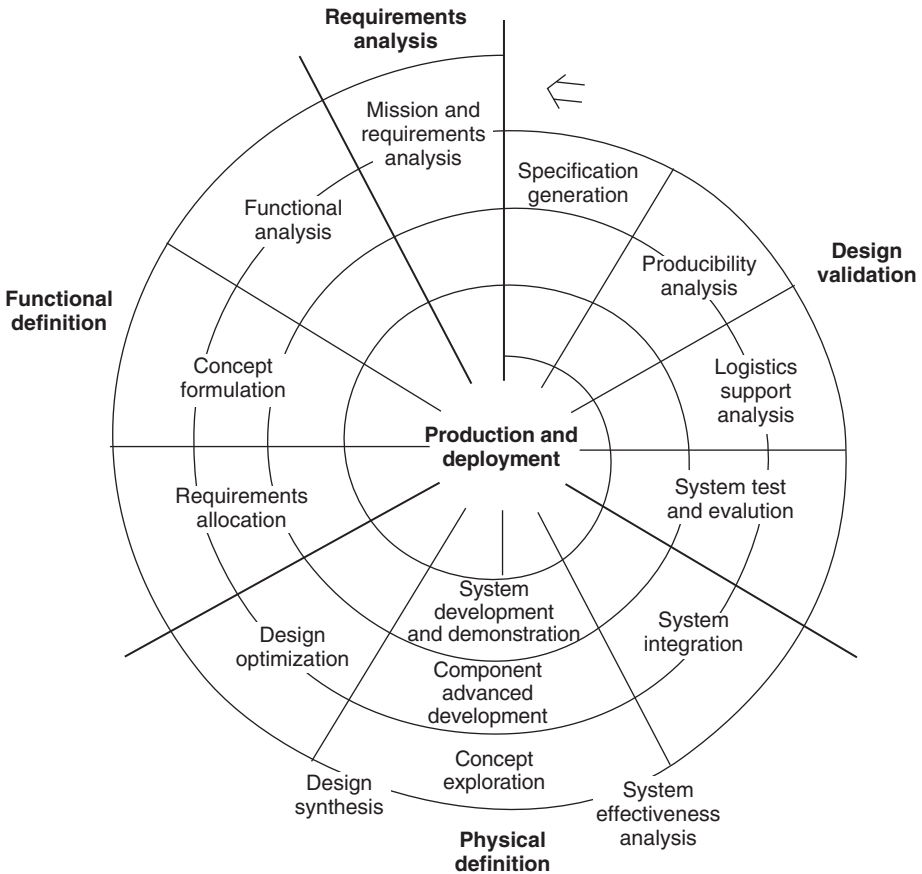 Requirements
analysis
Mission and
requirements
analysis
Specification
generation
Functional
analysis
Producibility
analysis
Design
validation
Functional
definition
Concept
formulation
Logistics
support
analysis
Production and
deployment
Requirements
allocation
System test
and evalution
System
development
and demonstration
Design
optimization
System
integration
Component
advanced
development
Concept
exploration
Design
synthesis
System
effectiveness
analysis
Physical
definition